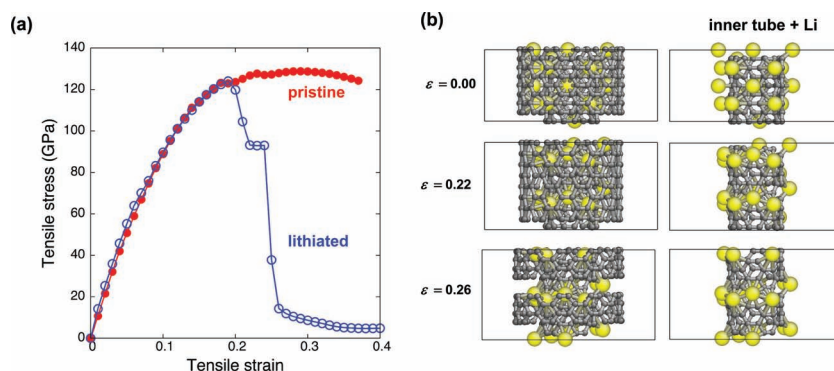 (a)
140
120
100
80
60
40
20
0
Tensile stress (GPa)
pristine
lithiated
0
0.1
0.2
0.3
0.4
Tensile strain
(b)
inner tube + Li
ε = 0.00
ε = 0.22
ε = 0.26